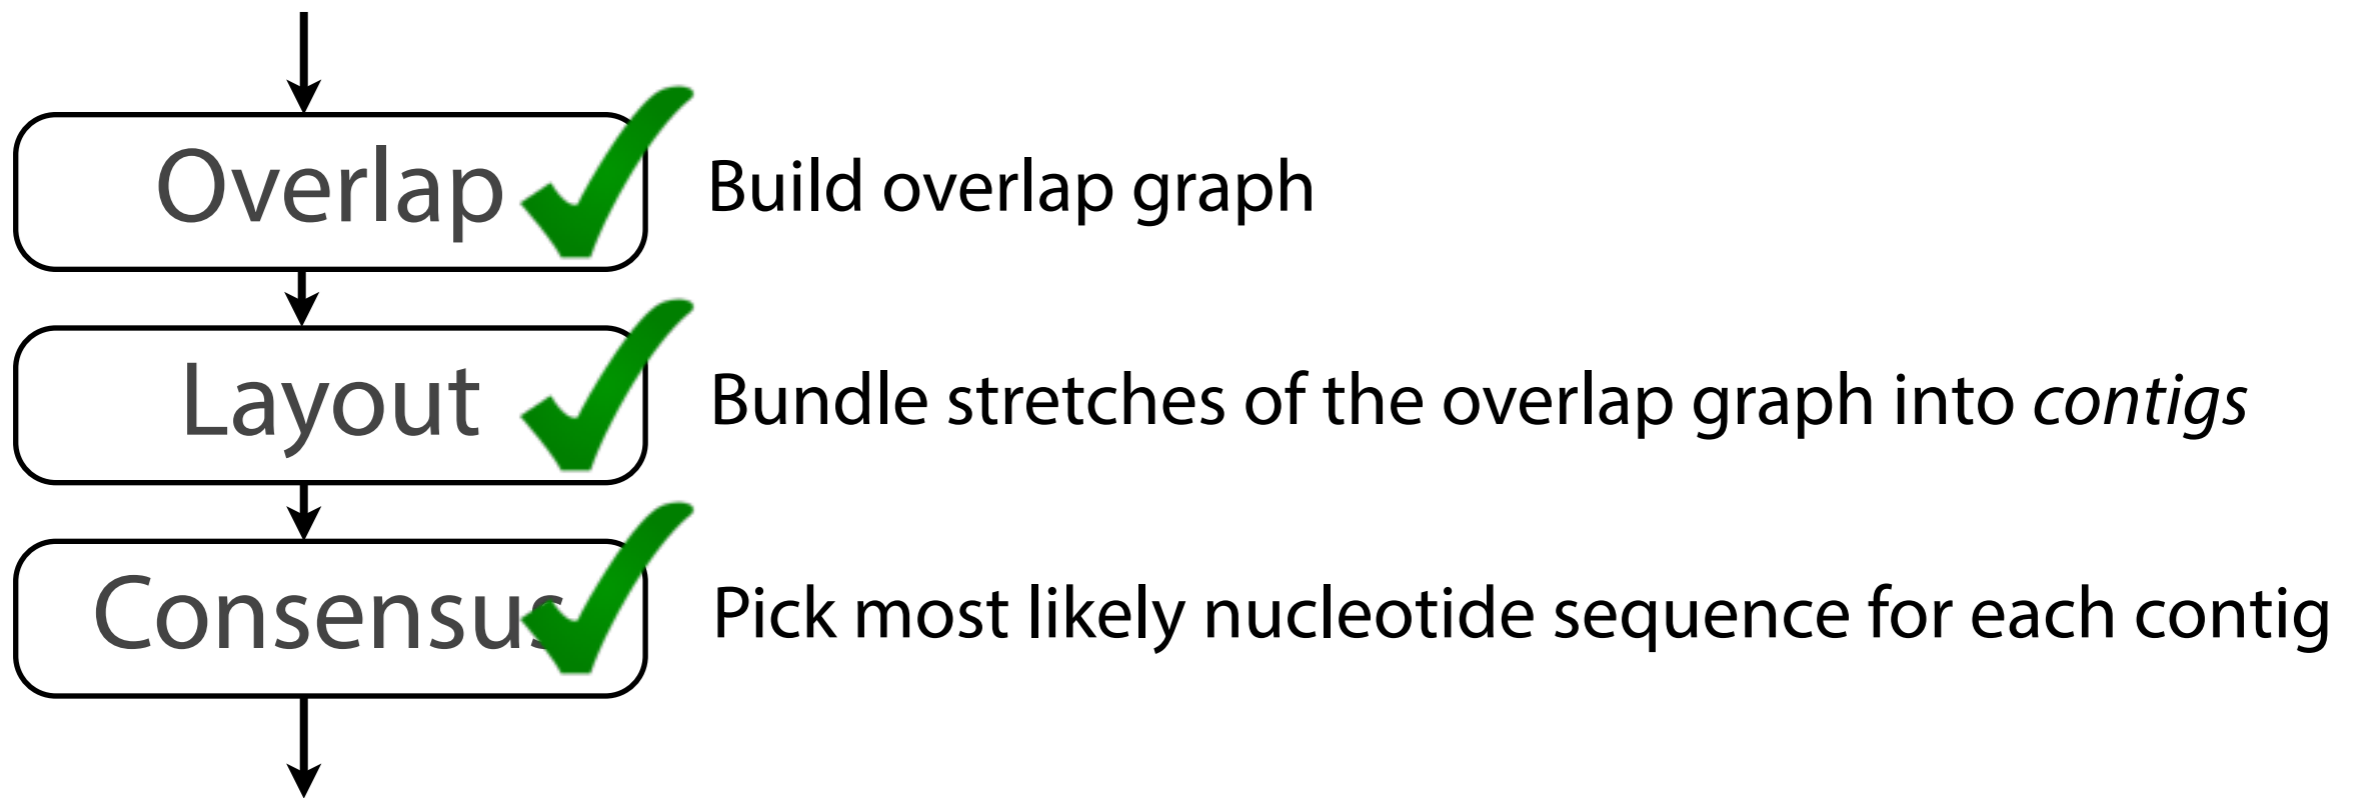 Overlap
Build overlap graph
Layout
Bundle stretches of the overlap graph into contigs
Consensus
Pick most likely nucleotide sequence for each contig